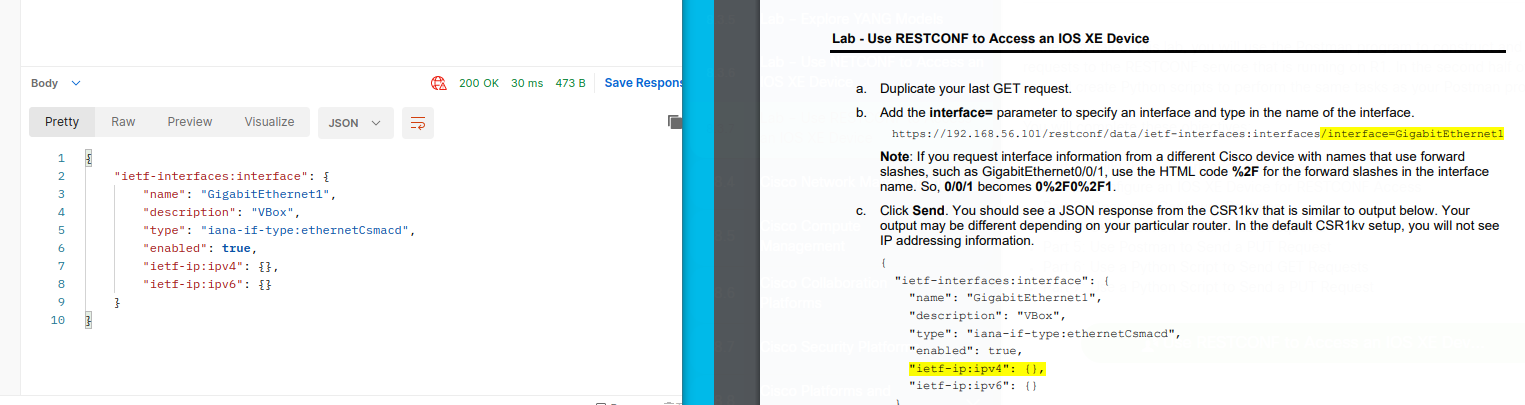 Body
200 OK 30 ms 473 B Save Respons
Pretty Raw Preview Visualize JSON
1 {
2 "ietf-interfaces:interface": {
3 "name": "GigabitEthernet1",
4 "description": "VBox",
5 "type": "iana-if-type:ethernetCsmacd",
6 "enabled": true,
7 "ietf-ip:ipv4": {},
8 "ietf-ip:ipv6": {}
9 }
10 }
Lab - Use RESTCONF to Access an IOS XE Device
a. Duplicate your last GET request.
b. Add the interface= parameter to specify an interface and type in the name of the interface.
https://192.168.56.101/restconf/data/ietf-interfaces:interfaces/interface=GigabitEthernet1
Note: If you request interface information from a different Cisco device with names that use forward
slashes, such as GigabitEthernet0/0/1, use the HTML code %2F for the forward slashes in the interface
name. So, 0/0/1 becomes 0%2F0%2F1.
c. Click Send. You should see a JSON response from the CSR1kv that is similar to output below. Your
output may be different depending on your particular router. In the default CSR1kv setup, you will not see
IP addressing information.
{
"ietf-interfaces:interface": {
"name": "GigabitEthernet1",
"description": "VBox",
"type": "iana-if-type:ethernetCsmacd",
"enabled": true,
"ietf-ip:ipv4": {},
"ietf-ip:ipv6": {}
}